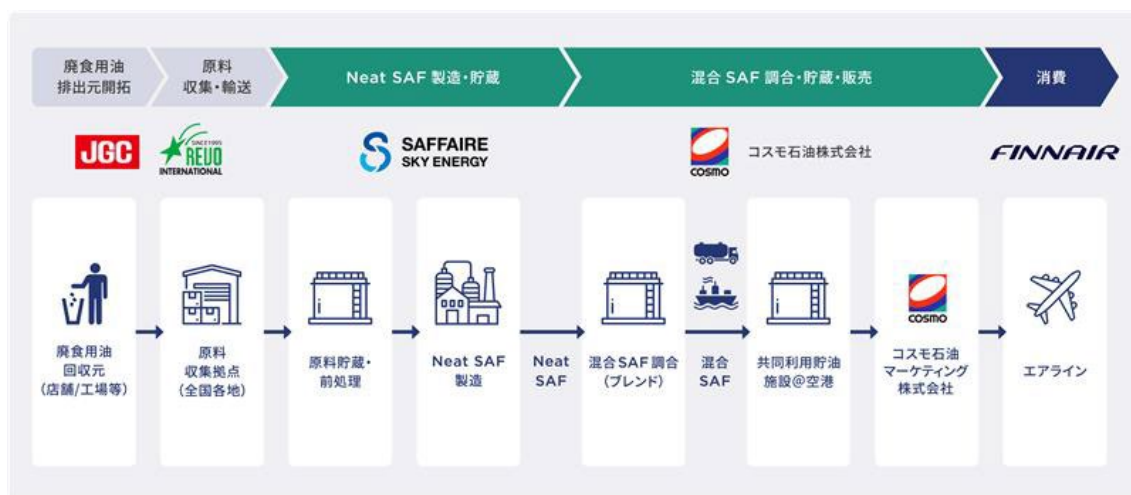 廃食用油
排出元開拓
原料
収集・輸送
Neat SAF 製造・貯蔵
混合 SAF 調合・貯蔵・販売
消費
JGC
SINCE1995
REVO
INTERNATIONAL
SAFFAIRE
SKY ENERGY
COSMO
コスモ石油株式会社
FINNAIR
廃食用油
回収元
（店舗/工場等）
原料
収集拠点
（全国各地）
原料貯蔵・
前処理
Neat SAF
製造
Neat
SAF
混合SAF調合
（ブレンド）
混合
SAF
共同利用貯油
施設@空港
COSMO
コスモ石油
マーケティング
株式会社
エアライン